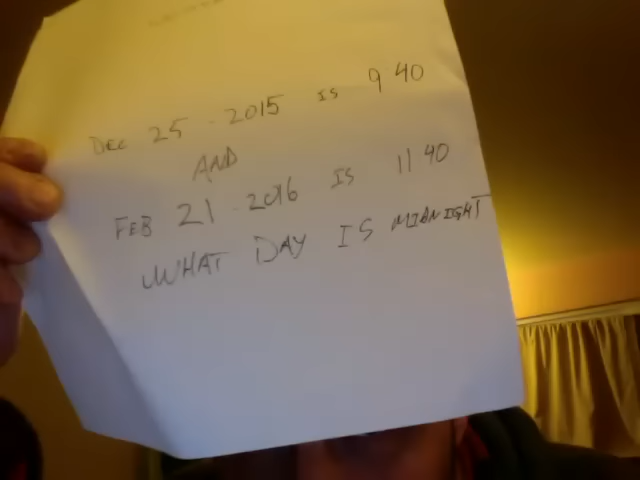 DEC 25 - 2015 IS 9 40
AND
FEB 21 - 2016 IS 11 40
WHAT DAY IS MIDNIGHT